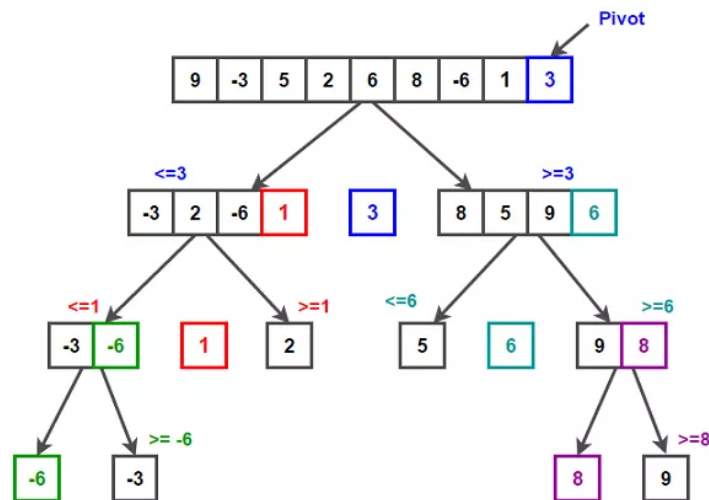 Pivot
9 -3 5 2 6 8 -6 1 3
<=3 >=3
-3 2 -6 1 3 8 5 9 6
<=1 >=1 <=6 >=6
-3 -6 1 2 5 6 9 8
>= -6 >=8
-6 -3 8 9